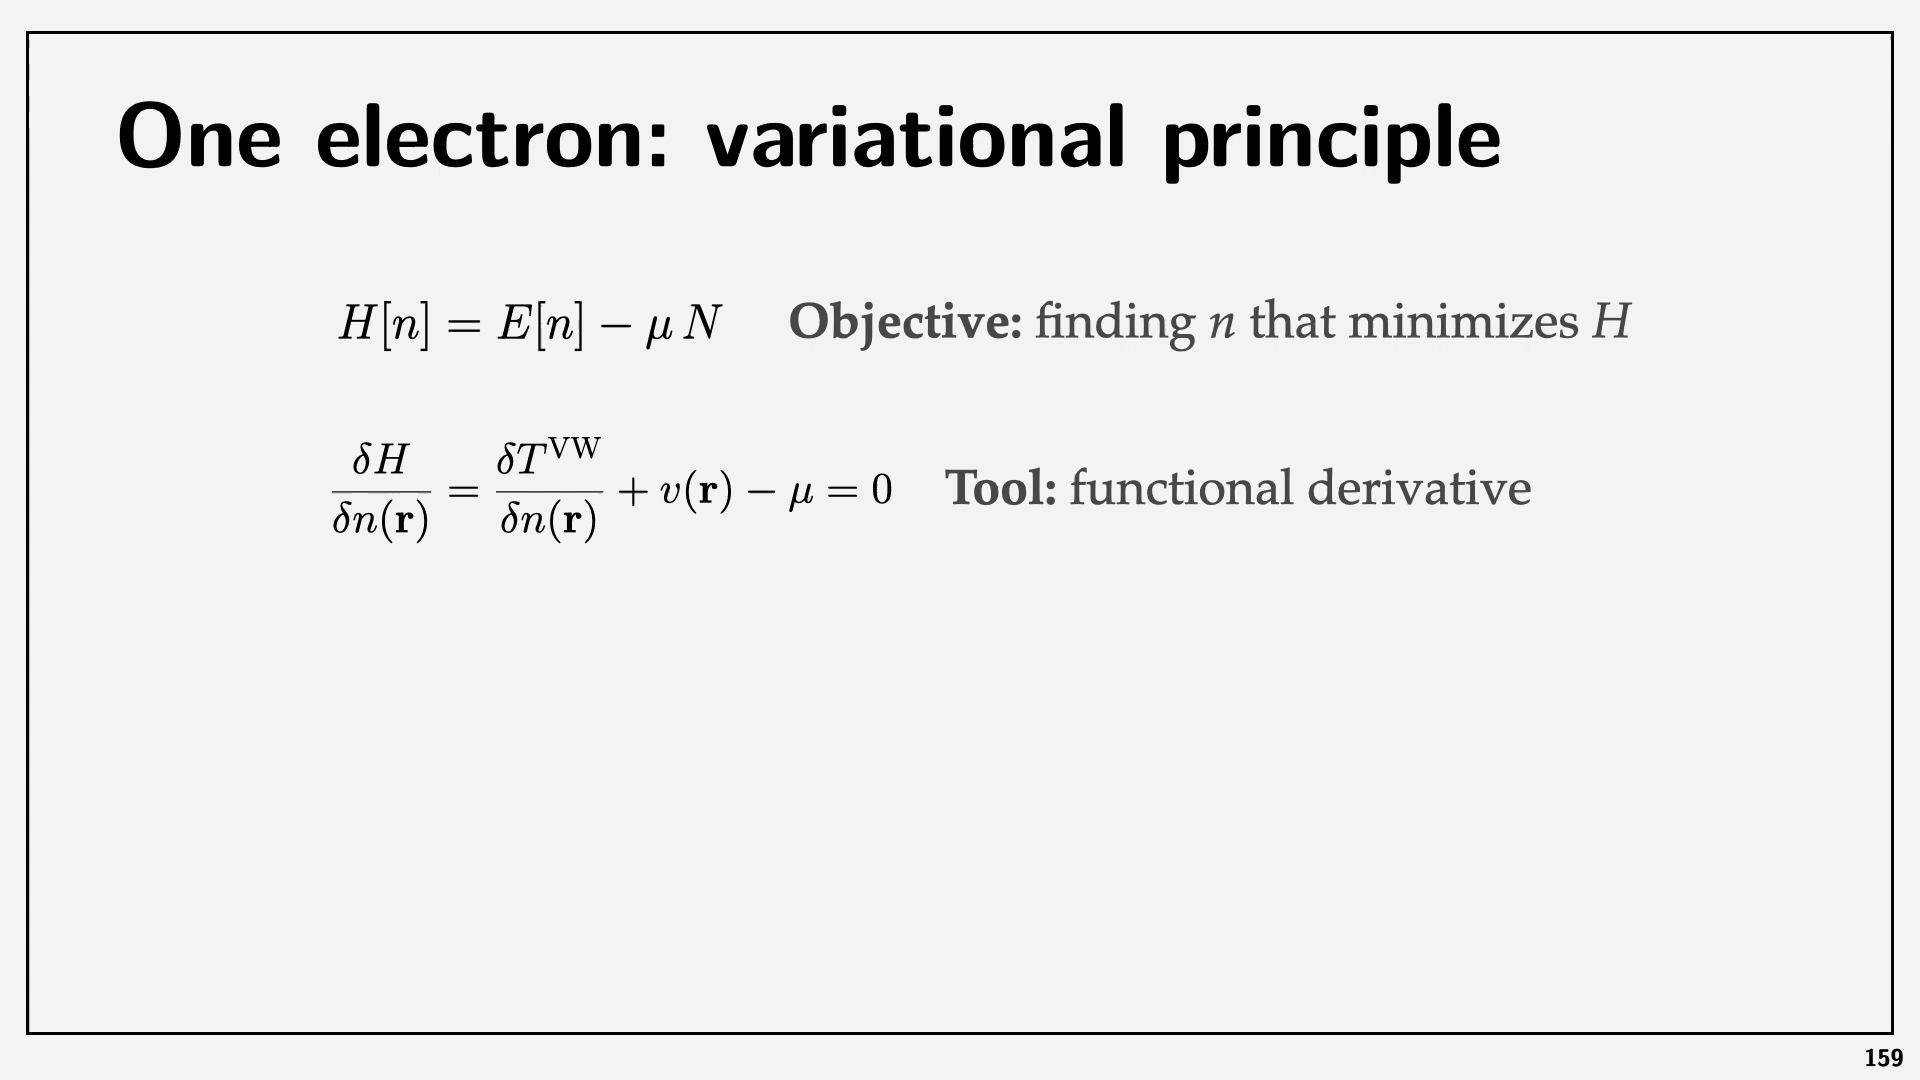 One electron: variational principle
H[n] = E[n] − μ N Objective: finding n that minimizes H
δH/δn(r) = δT^VW/δn(r) + v(r) − μ = 0 Tool: functional derivative
159